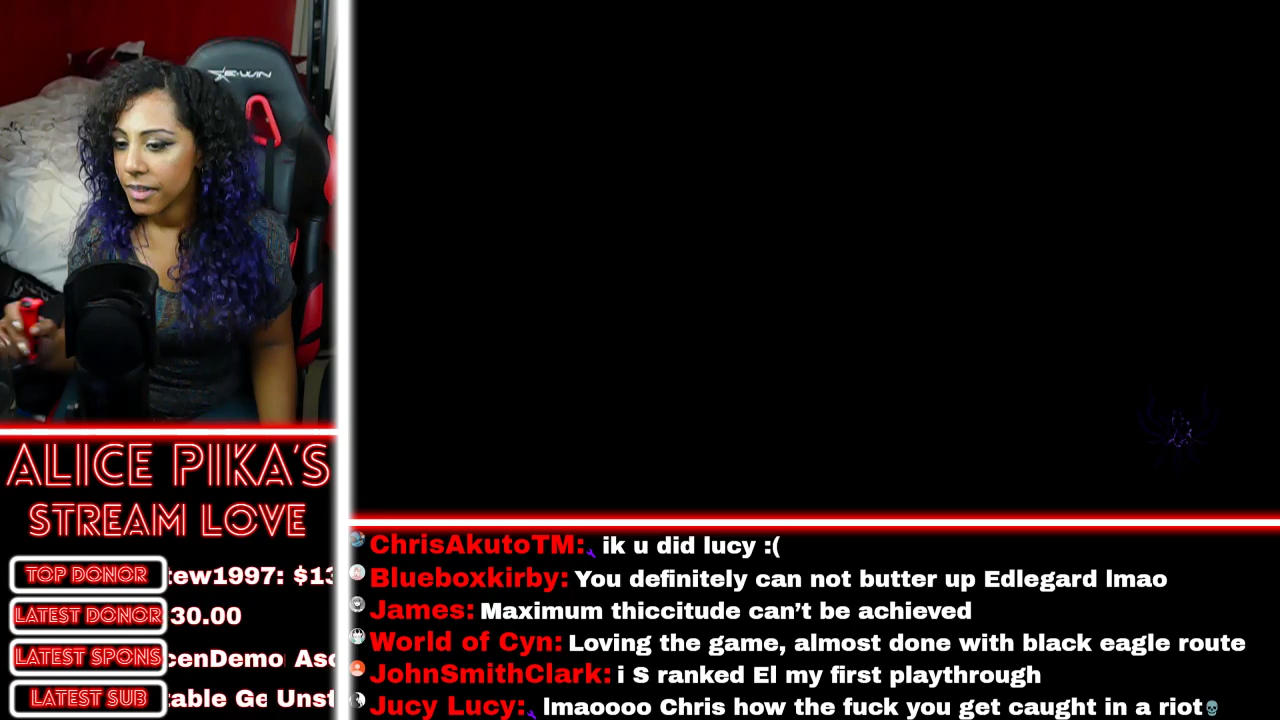 E-WIN
ALICE PIKA'S
STREAM LOVE
TOP DONOR tew1997: $13
LATEST DONOR 30.00
LATEST SPONS cenDemo Asc
LATEST SUB table Ge Unst
ChrisAkutoTM: ik u did lucy :(
Blueboxkirby: You definitely can not butter up Edlegard lmao
James: Maximum thiccitude can't be achieved
World of Cyn: Loving the game, almost done with black eagle route
JohnSmithClark: i S ranked El my first playthrough
Jucy Lucy: lmaoooo Chris how the fuck you get caught in a riot💀